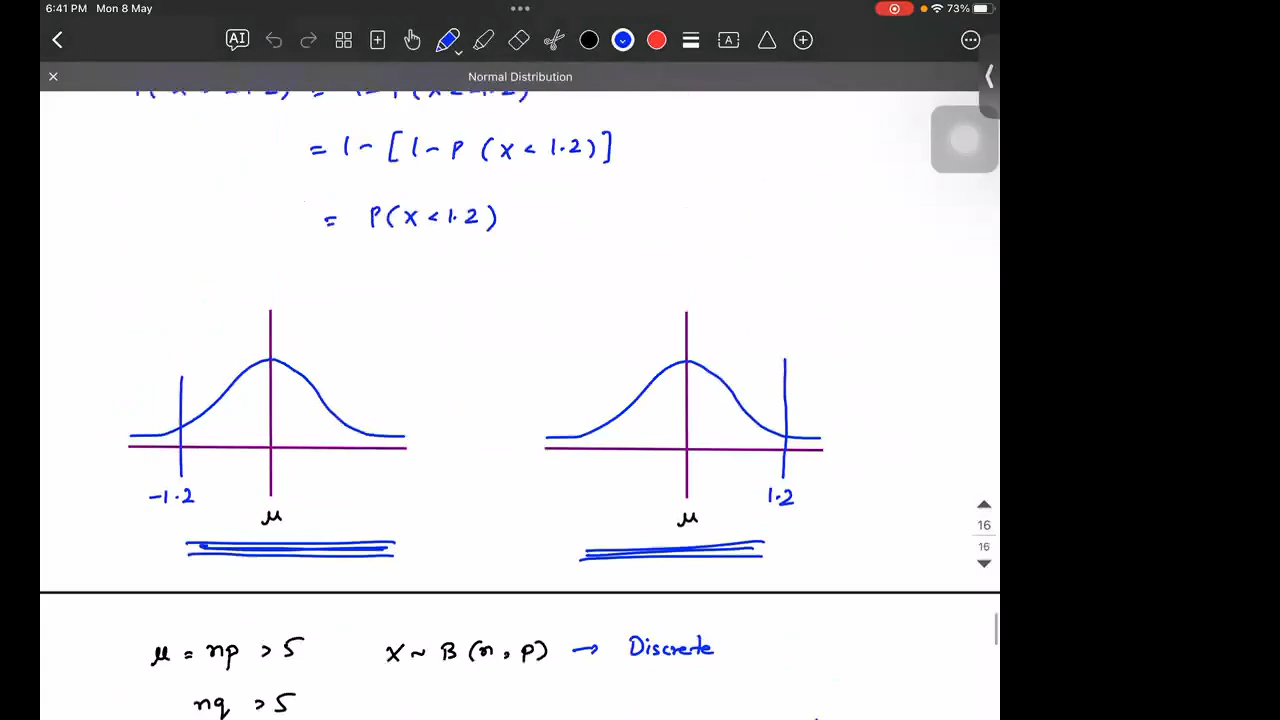 6:41 PM Mon 8 May
73%
AI
A
Normal Distribution
= 1 - [1 - P (X < 1.2)]
= P(X < 1.2)
-1.2
μ
μ
1.2
16
16
μ = np > 5 X ~ B (n, p) → Discrete
nq > 5